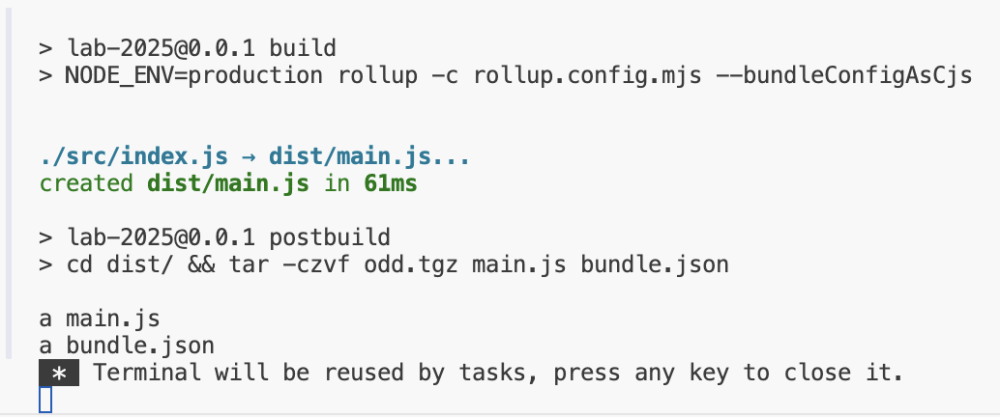 > lab-2025@0.0.1 build
> NODE_ENV=production rollup -c rollup.config.mjs --bundleConfigAsCjs
./src/index.js → dist/main.js...
created dist/main.js in 61ms
> lab-2025@0.0.1 postbuild
> cd dist/ && tar -czvf odd.tgz main.js bundle.json
a main.js
a bundle.json
* Terminal will be reused by tasks, press any key to close it.